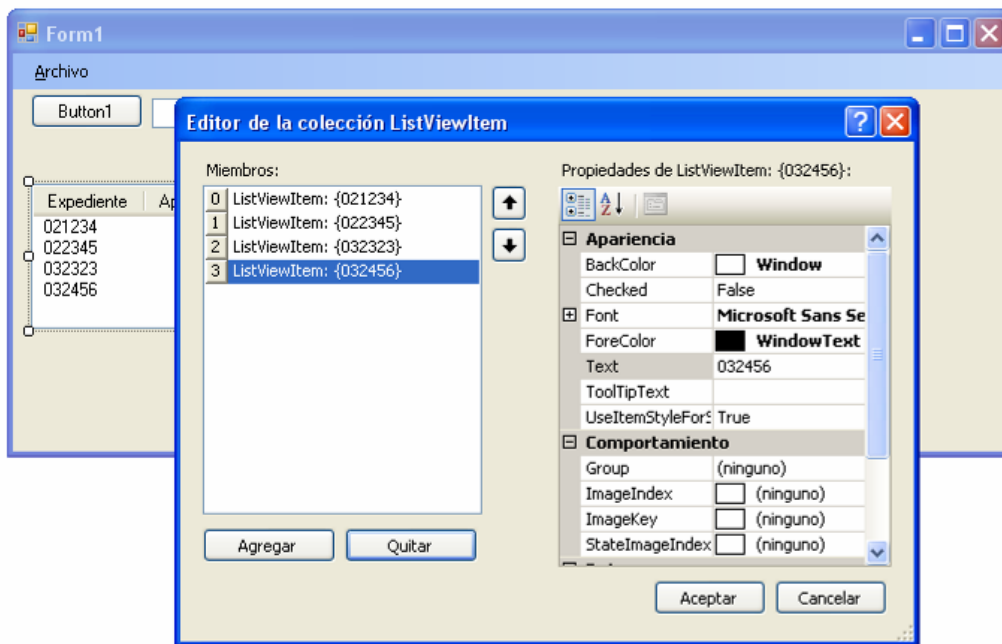 Form1
Archivo
Button1
Expediente Ap
021234
022345
032323
032456
Editor de la colección ListViewItem
Miembros:
0 ListViewItem: {021234}
1 ListViewItem: {022345}
2 ListViewItem: {032323}
3 ListViewItem: {032456}
Agregar Quitar
Propiedades de ListViewItem: {032456}:
Apariencia
BackColor Window
Checked False
Font Microsoft Sans Se
ForeColor WindowText
Text 032456
ToolTipText
UseItemStyleForS True
Comportamiento
Group (ninguno)
ImageIndex (ninguno)
ImageKey (ninguno)
StateImageIndex (ninguno)
Aceptar Cancelar